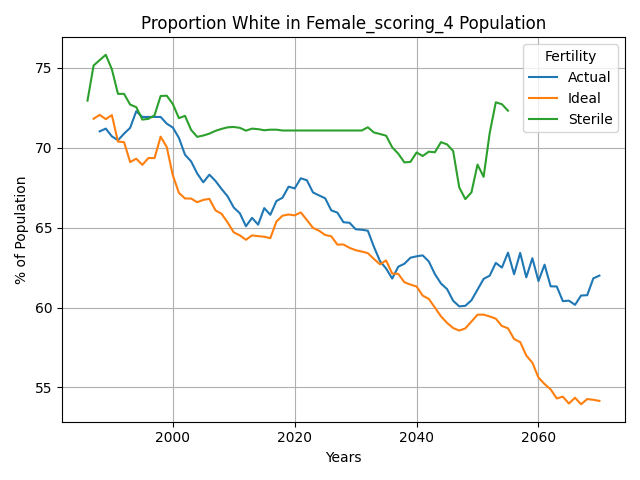 Proportion White in Female_scoring_4 Population
Fertility
Actual
Ideal
Sterile
75
70
65
60
55
% of Population
2000
2020
2040
2060
Years